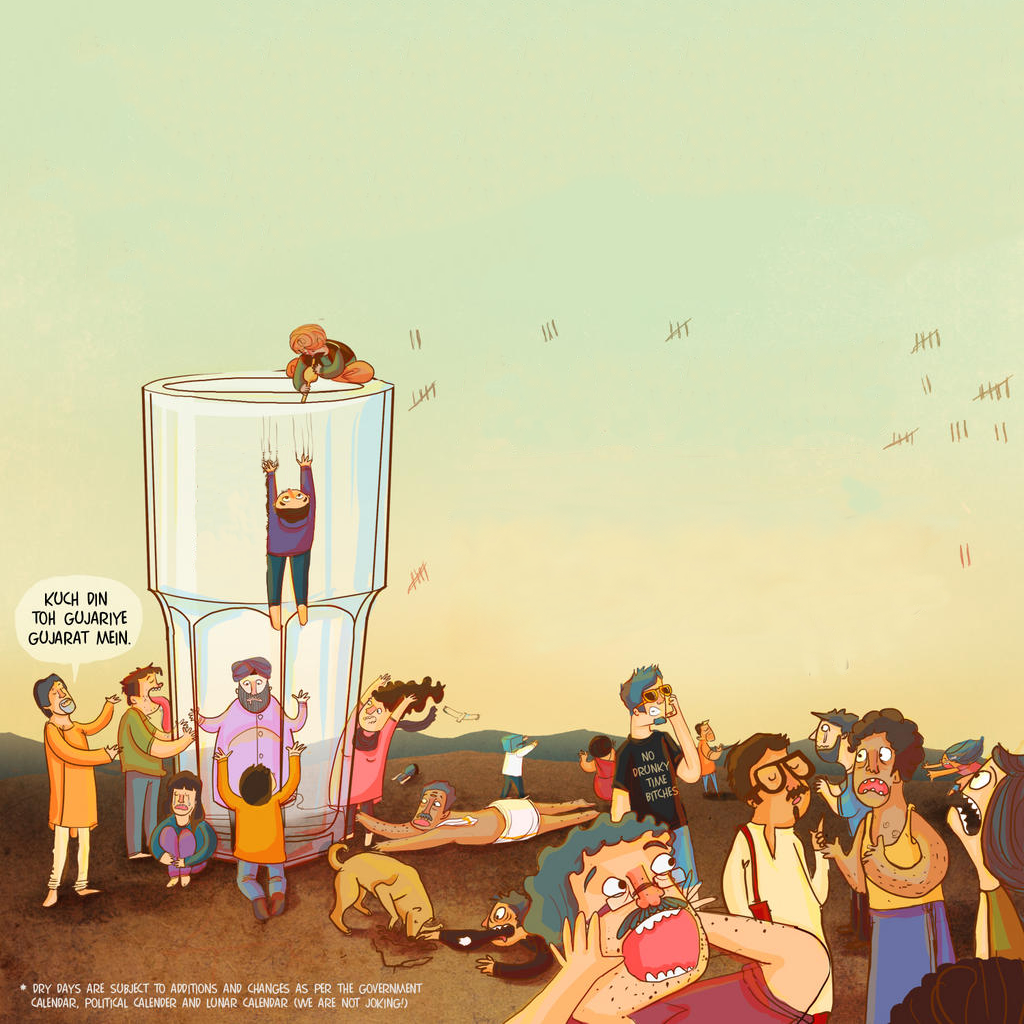 KUCH DIN
TOH GUJARIYE
GUJARAT MEIN.
NO
DRUNKY
TIME
BITCHES
* DRY DAYS ARE SUBJECT TO ADDITIONS AND CHANGES AS PER THE GOVERNMENT
CALENDAR, POLITICAL CALENDER AND LUNAR CALENDAR (WE ARE NOT JOKING!)